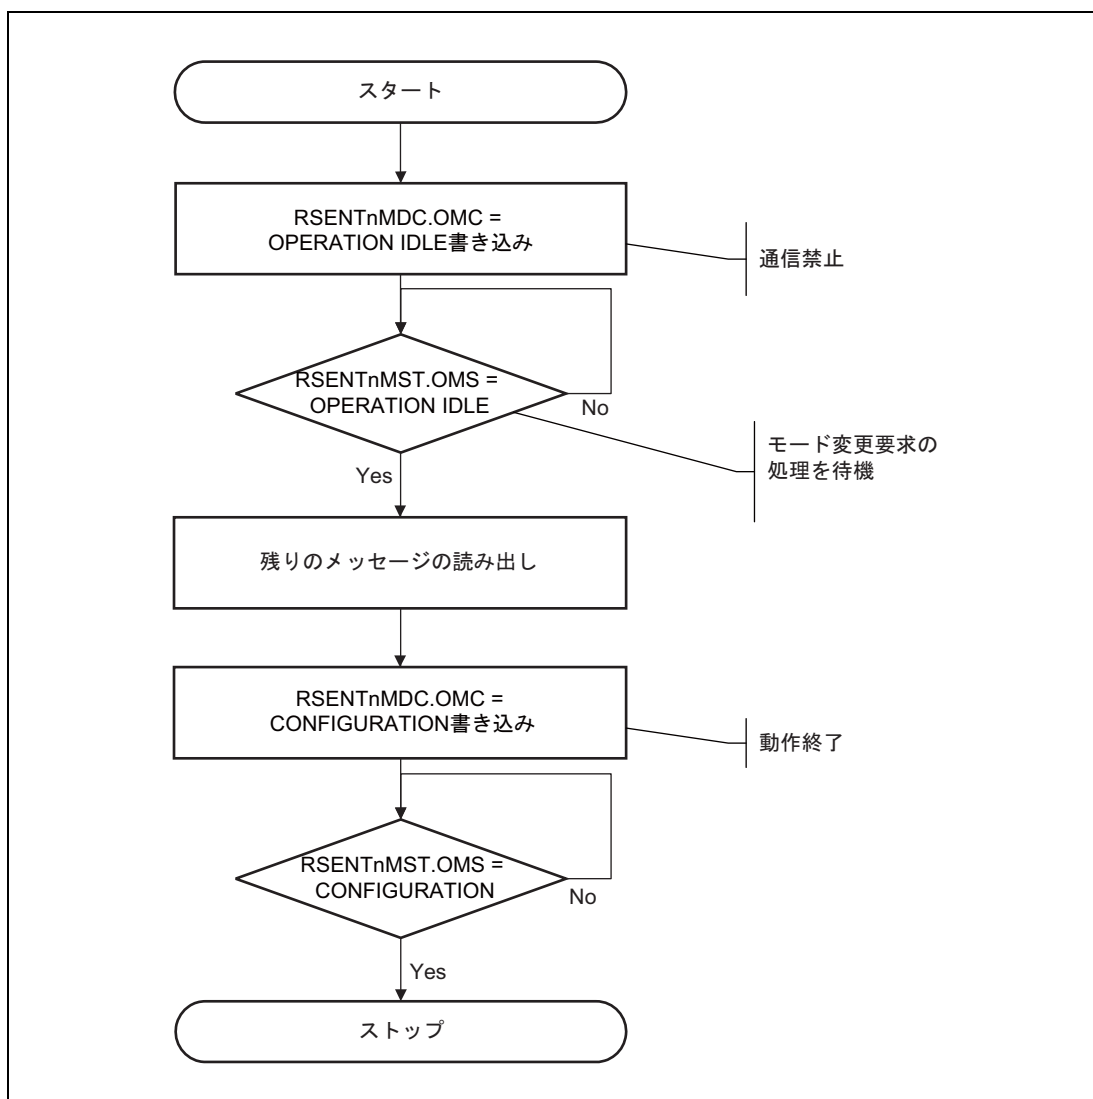 スタート
RSENTnMDC.OMC =
OPERATION IDLE書き込み
通信禁止
RSENTnMST.OMS =
OPERATION IDLE
No
モード変更要求の
処理を待機
Yes
残りのメッセージの読み出し
RSENTnMDC.OMC =
CONFIGURATION書き込み
動作終了
RSENTnMST.OMS =
CONFIGURATION
No
Yes
ストップ